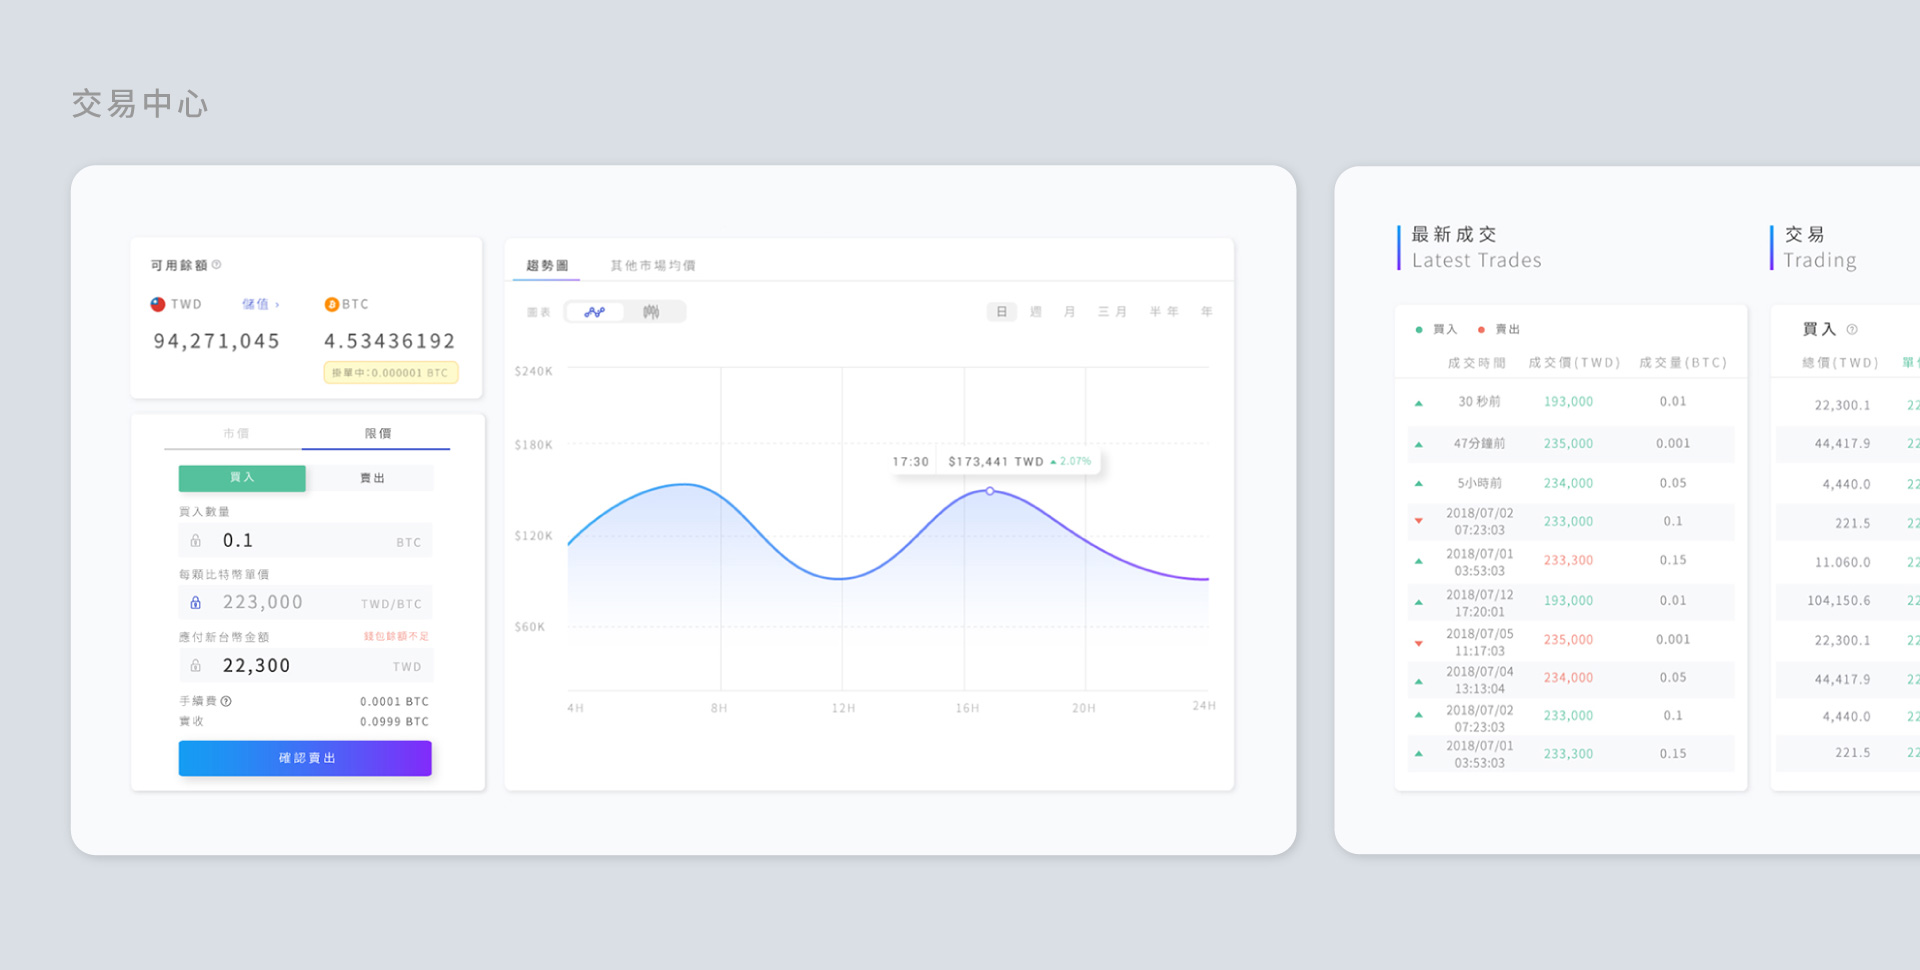 交易中心
可用餘額
TWD 儲值 › BTC
94,271,045 4.53436192
掛單中:0.000001 BTC
市價 限價
買入 賣出
買入數量
0.1 BTC
每顆比特幣單價
223,000 TWD/BTC
應付新台幣金額 錢包餘額不足
22,300 TWD
手續費 0.0001 BTC
實收 0.0999 BTC
確認賣出
趨勢圖 其他市場均價
圖表 日 週 月 三月 半年 年
$240K
$180K
17:30 $173,441 TWD 2.07%
$120K
$60K
4H 8H 12H 16H 20H 24H
最新成交
Latest Trades
買入 賣出
成交時間 成交價(TWD) 成交量(BTC)
30 秒前 193,000 0.01
47分鐘前 235,000 0.001
5小時前 234,000 0.05
2018/07/02
07:23:03 233,000 0.1
2018/07/01
03:53:03 233,300 0.15
2018/07/12
17:20:01 193,000 0.01
2018/07/05
11:17:03 235,000 0.001
2018/07/04
13:13:04 234,000 0.05
2018/07/02
07:23:03 233,000 0.1
2018/07/01
03:53:03 233,300 0.15
交易
Trading
買入
總價(TWD) 單
22,300.1 22
44,417.9 22
4,440.0 22
221.5 22
11.060.0 22
104,150.6 22
22,300.1 22
44,417.9 22
4,440.0 22
221.5 22